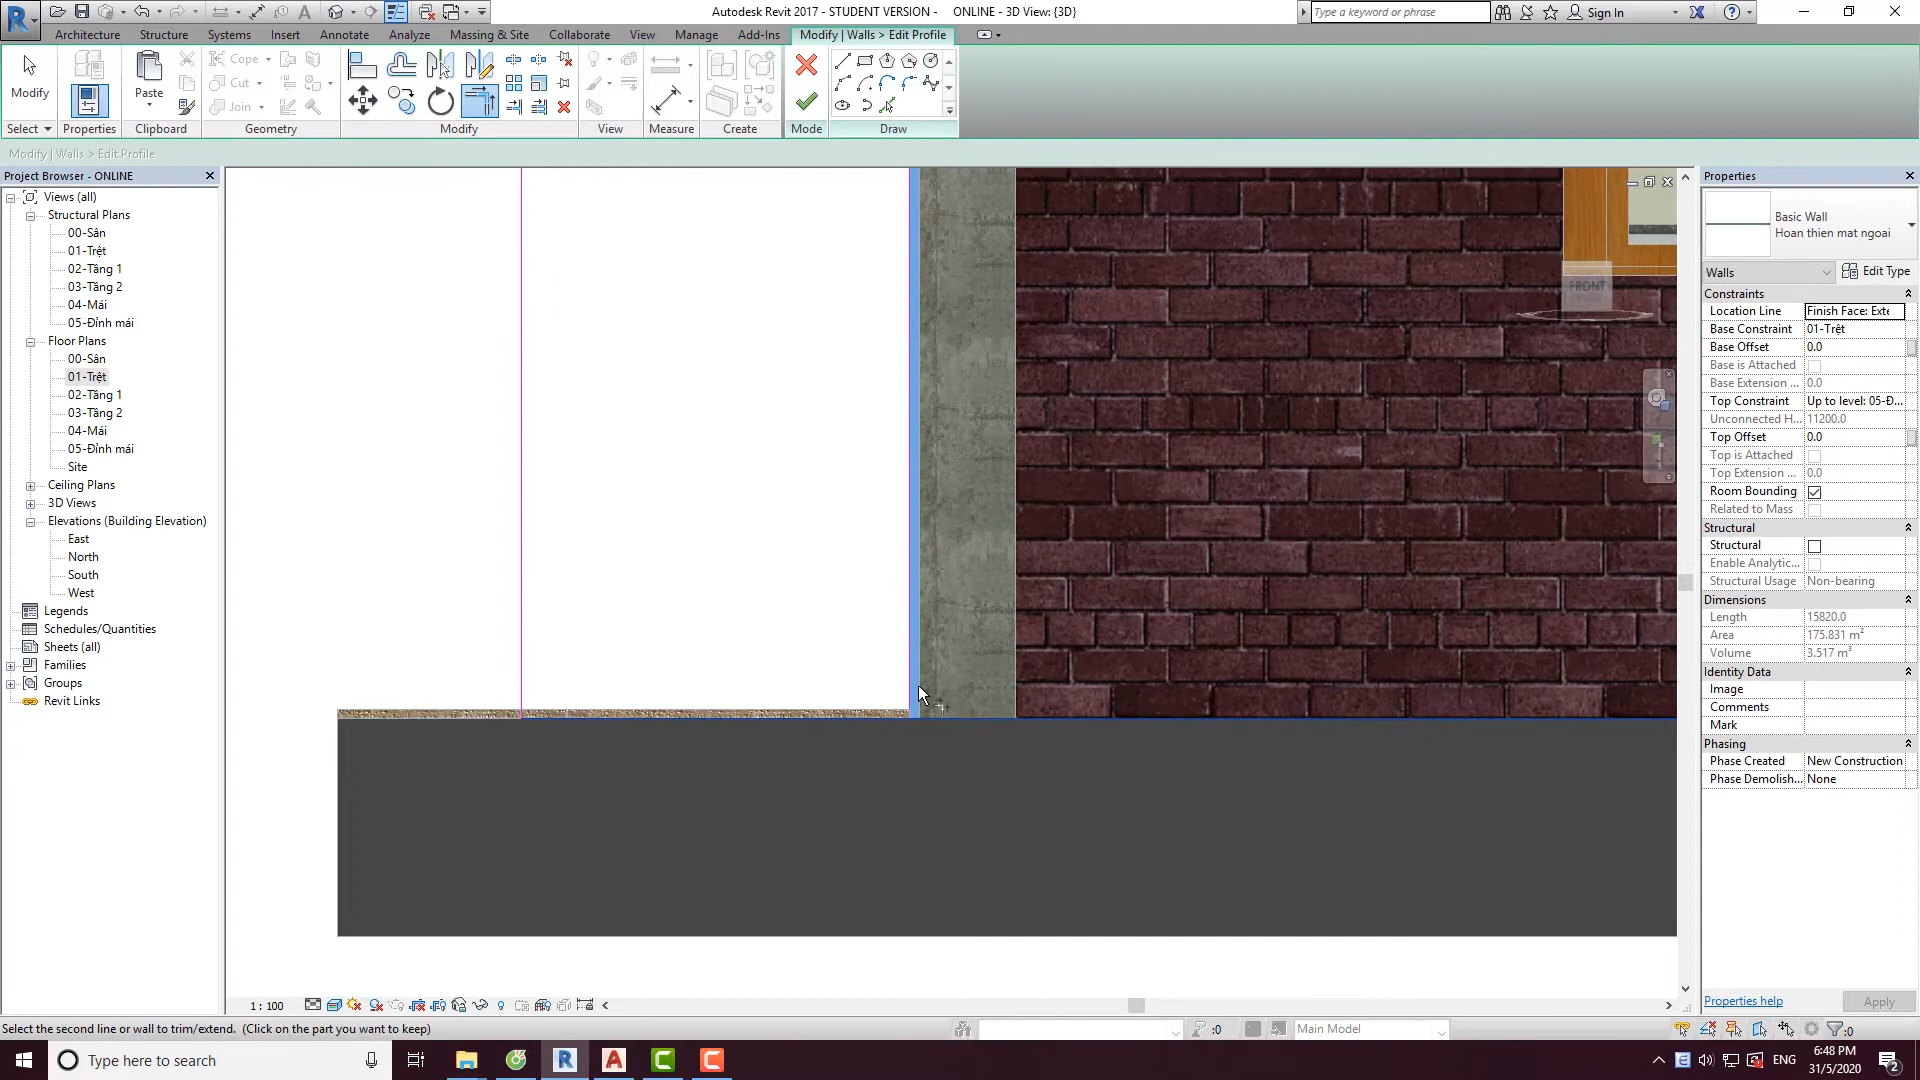 Autodesk Revit 2017 - STUDENT VERSION - ONLINE - 3D View: {3D}
Type a keyword or phrase
Sign In
Architecture Structure Systems Insert Annotate Analyze Massing & Site Collaborate View Manage Add-Ins Modify | Walls > Edit Profile
Modify Paste Cope Cut Join
Select Properties Clipboard Geometry Modify View Measure Create Mode Draw
Modify | Walls > Edit Profile
Project Browser - ONLINE
Views (all)
Structural Plans
00-Sân
01-Trệt
02-Tầng 1
03-Tầng 2
04-Mái
05-Đỉnh mái
Floor Plans
00-Sân
01-Trệt
02-Tầng 1
03-Tầng 2
04-Mái
05-Đỉnh mái
Site
Ceiling Plans
3D Views
Elevations (Building Elevation)
East
North
South
West
Legends
Schedules/Quantities
Sheets (all)
Families
Groups
Revit Links
FRONT
Properties
Basic Wall
Hoan thien mat ngoai
Walls Edit Type
Constraints
Location Line Finish Face: Exte
Base Constraint 01-Trệt
Base Offset 0.0
Base is Attached
Base Extension ... 0.0
Top Constraint Up to level: 05-Đ...
Unconnected H... 11200.0
Top Offset 0.0
Top is Attached
Top Extension ... 0.0
Room Bounding
Related to Mass
Structural
Structural
Enable Analytic...
Structural Usage Non-bearing
Dimensions
Length 15820.0
Area 175.831 m²
Volume 3.517 m³
Identity Data
Image
Comments
Mark
Phasing
Phase Created New Construction
Phase Demolish... None
Properties help Apply
1 : 100
Select the second line or wall to trim/extend. (Click on the part you want to keep)
:0 Main Model :0
Type here to search
ENG 6:48 PM
31/5/2020
2